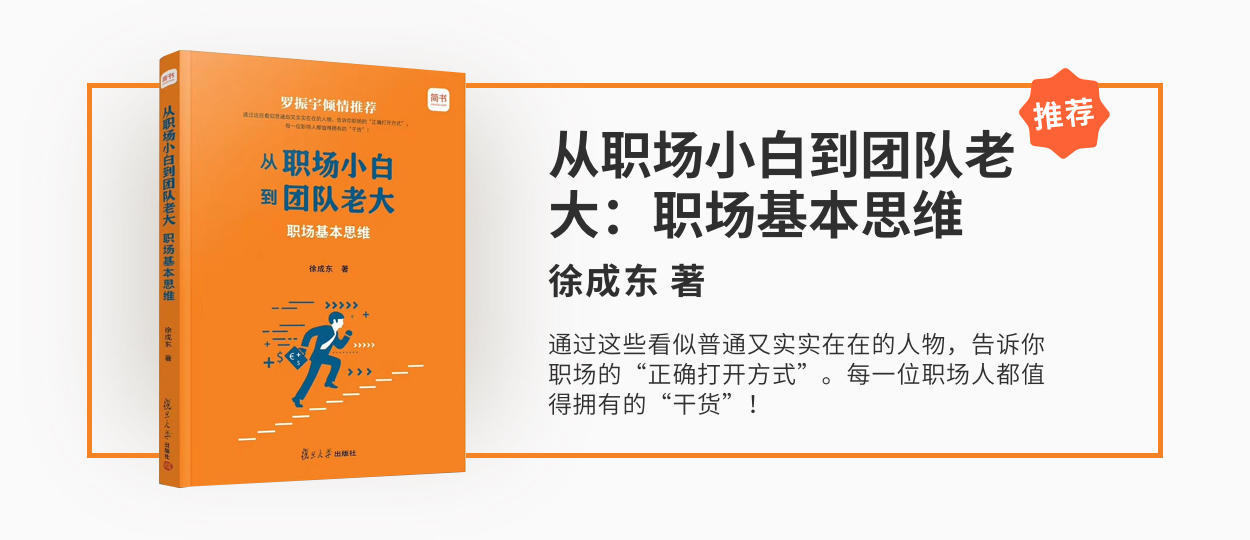 简书
从职场小白到团队老大 职场基本思维
徐成东 著
复旦大学出版社
罗振宇倾情推荐
通过这些看似普通又实实在在的人物，告诉你职场的“正确打开方式”。
每一位职场人都值得拥有的“干货”！
简书
从职场小白
到团队老大
职场基本思维
徐成东 著
复旦大学出版社
推荐
从职场小白到团队老
大：职场基本思维
徐成东 著
通过这些看似普通又实实在在的人物，告诉你
职场的“正确打开方式”。每一位职场人都值
得拥有的“干货”！